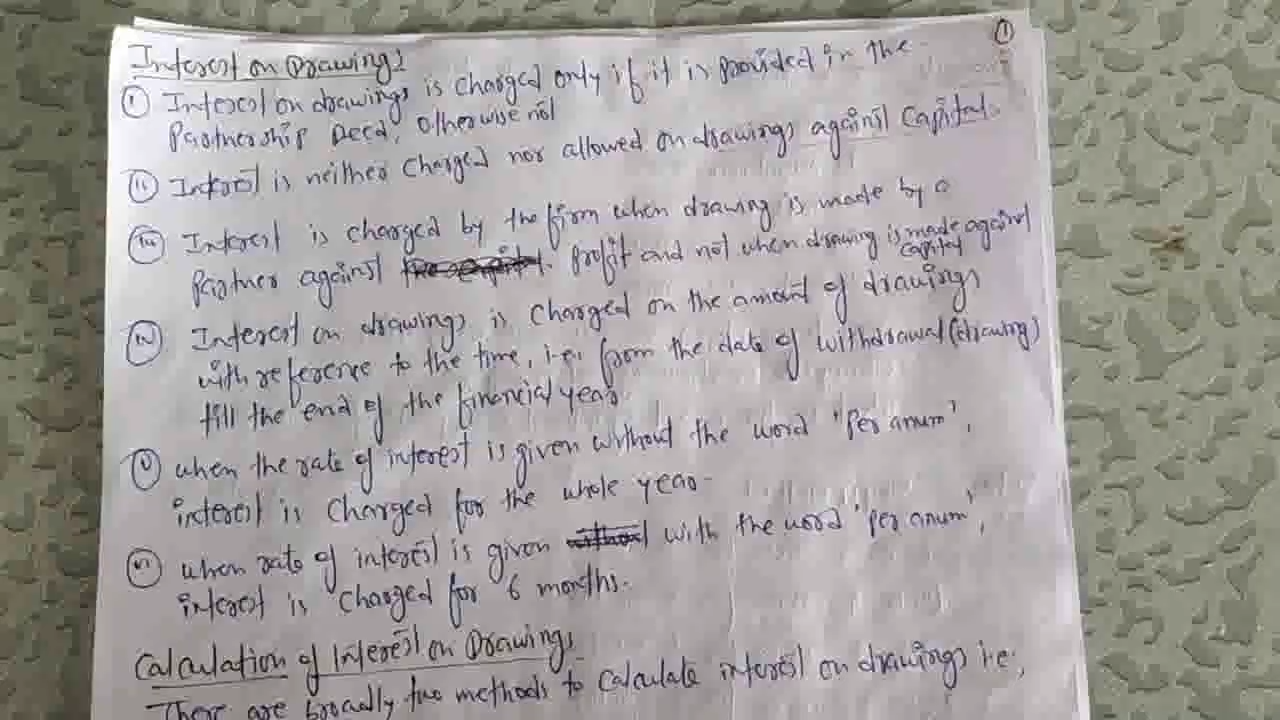 ①
Interest on Drawings
① Interest on drawings is charged only if it is provided in the
Partnership Deed, otherwise not
ⓘⓘ Interest is neither charged nor allowed on drawings against Capital.
ⓘⓘⓘ Interest is charged by the firm when drawing is made by a
Partner against profit and not when drawing is made against
capital
ⓘⓥ Interest on drawings is charged on the amount of drawings
with reference to the time, i.e. from the date of withdrawal (drawing)
till the end of the financial year.
ⓥ when the rate of interest is given without the word 'Per anum',
interest is charged for the whole year.
ⓥⓘ when rate of interest is given with the word 'per anum',
interest is charged for 6 months.
Calculation of Interest on Drawings
There are broadly two methods to calculate interest on drawings i.e.,